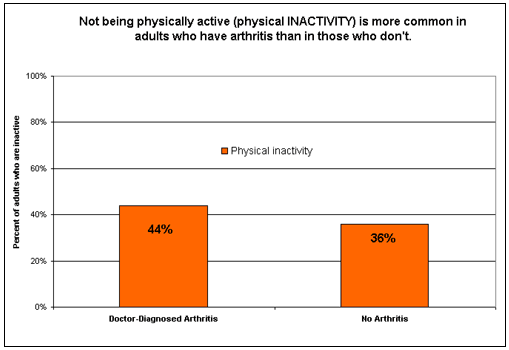 Not being physically active (physical INACTIVITY) is more common in
adults who have arthritis than in those who don't.
Percent of adults who are inactive
100%
80%
60%
40%
20%
0%
Physical inactivity
44%
36%
Doctor-Diagnosed Arthritis
No Arthritis